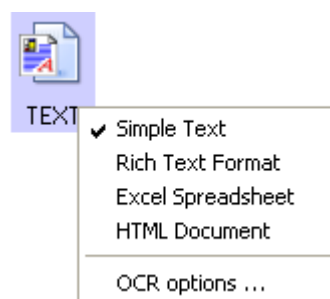 TEXT
Simple Text
Rich Text Format
Excel Spreadsheet
HTML Document
OCR options ...